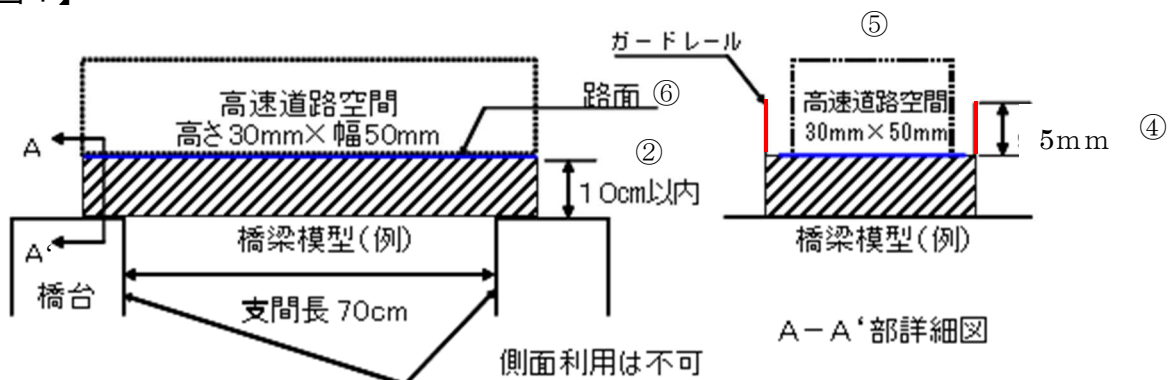 ガードレール
⑤
高速道路空間
高さ30mm×幅50mm
路面 ⑥
高速道路空間
30mm×50mm
5mm ④
A
②
10cm以内
A‘
橋梁模型(例)
橋梁模型(例)
橋台
支間長 70cm
A-A‘部詳細図
側面利用は不可